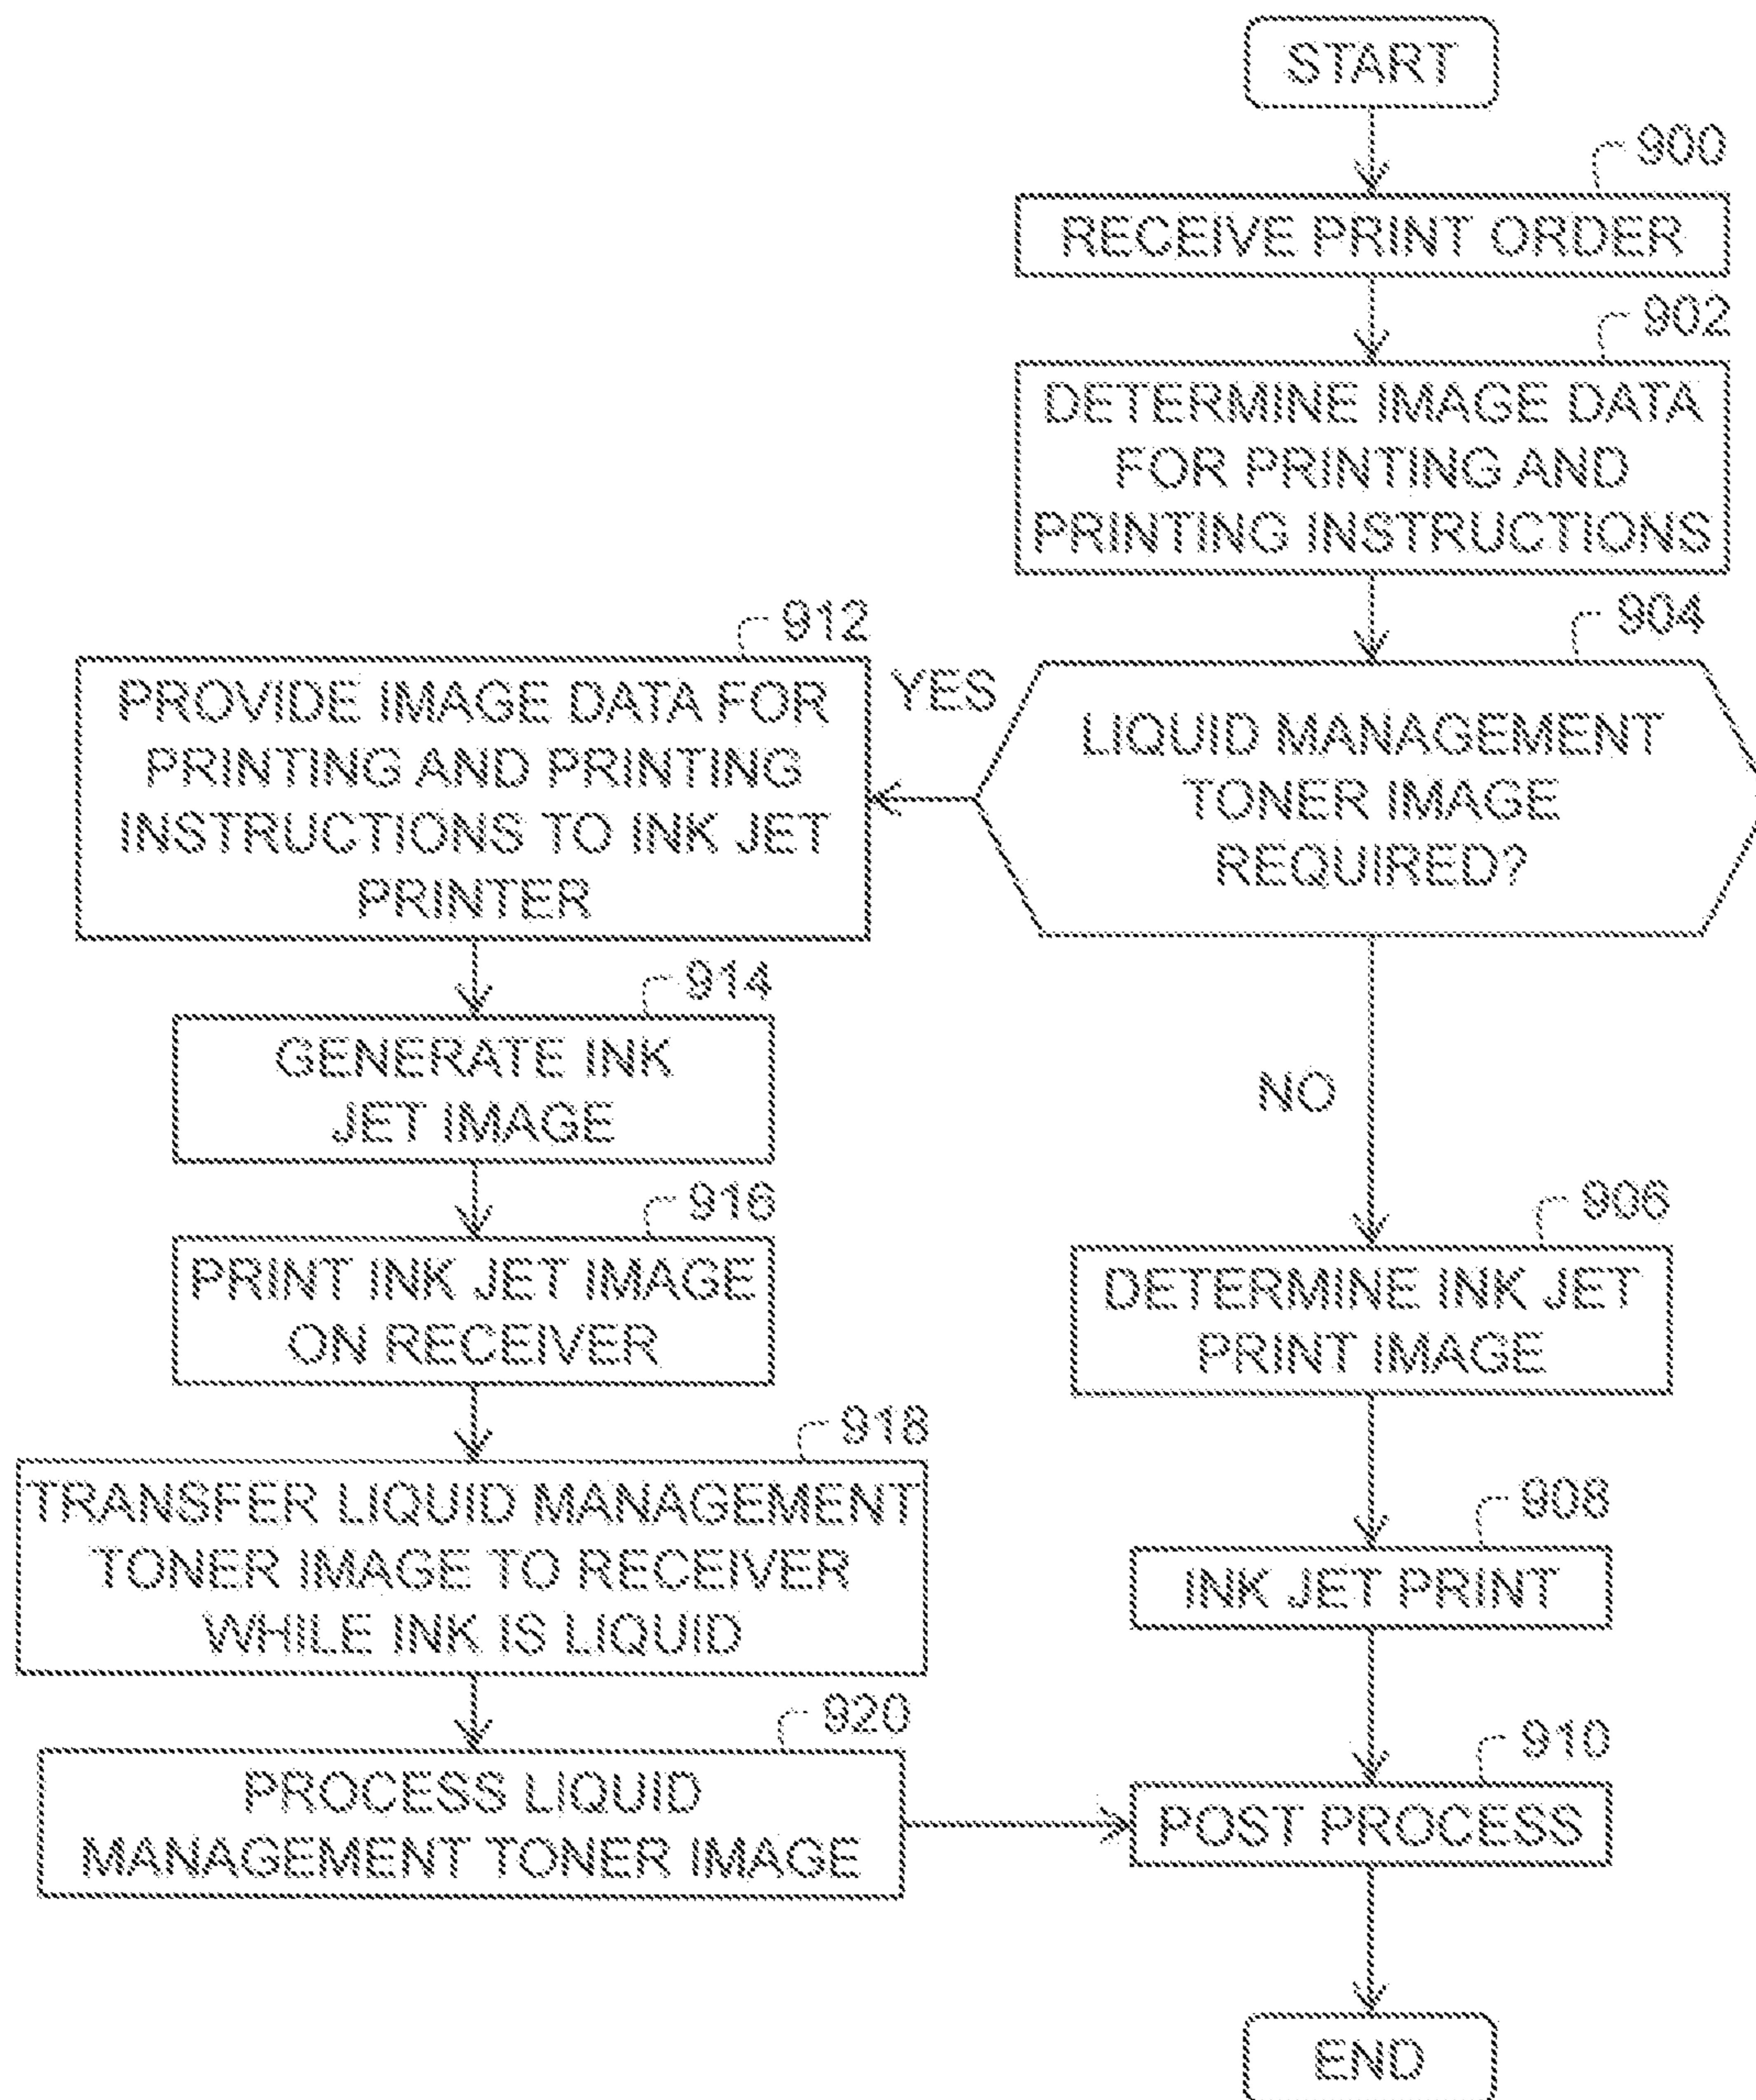 START
900
RECEIVE PRINT ORDER
902
DETERMINE IMAGE DATA
FOR PRINTING AND
PRINTING INSTRUCTIONS
904
LIQUID MANAGEMENT
TONER IMAGE
REQUIRED?
YES
912
PROVIDE IMAGE DATA FOR
PRINTING AND PRINTING
INSTRUCTIONS TO INK JET
PRINTER
914
GENERATE INK
JET IMAGE
916
PRINT INK JET IMAGE
ON RECEIVER
918
TRANSFER LIQUID MANAGEMENT
TONER IMAGE TO RECEIVER
WHILE INK IS LIQUID
920
PROCESS LIQUID
MANAGEMENT TONER IMAGE
NO
906
DETERMINE INK JET
PRINT IMAGE
908
INK JET PRINT
910
POST PROCESS
END